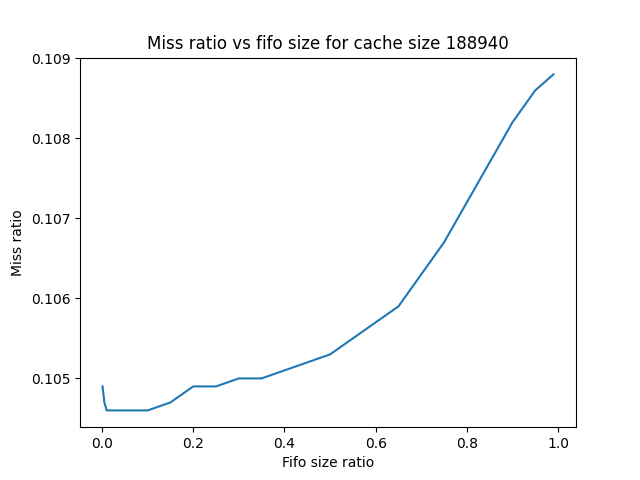 Miss ratio vs fifo size for cache size 188940
0.109
0.108
0.107
0.106
0.105
Miss ratio
0.0 0.2 0.4 0.6 0.8 1.0
Fifo size ratio